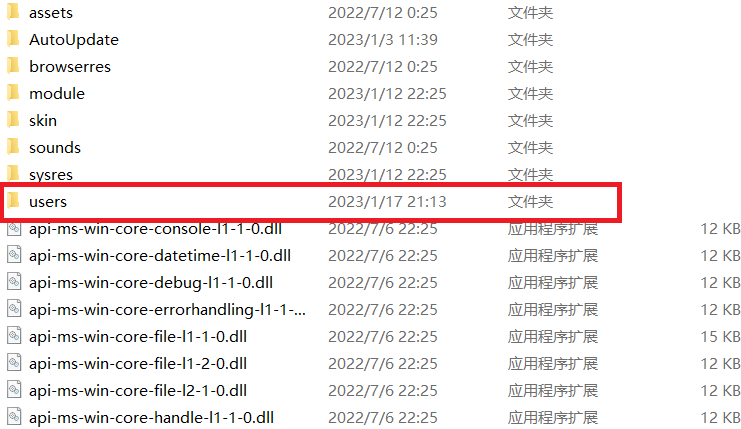 assets 2022/7/12 0:25 文件夹
AutoUpdate 2023/1/3 11:39 文件夹
browserres 2022/7/12 0:25 文件夹
module 2023/1/12 22:25 文件夹
skin 2023/1/12 22:25 文件夹
sounds 2022/7/12 0:25 文件夹
sysres 2023/1/12 22:25 文件夹
users 2023/1/17 21:13 文件夹
api-ms-win-core-console-l1-1-0.dll 2022/7/6 22:25 应用程序扩展 12 KB
api-ms-win-core-datetime-l1-1-0.dll 2022/7/6 22:25 应用程序扩展 12 KB
api-ms-win-core-debug-l1-1-0.dll 2022/7/6 22:25 应用程序扩展 12 KB
api-ms-win-core-errorhandling-l1-1-... 2022/7/6 22:25 应用程序扩展 12 KB
api-ms-win-core-file-l1-1-0.dll 2022/7/6 22:25 应用程序扩展 15 KB
api-ms-win-core-file-l1-2-0.dll 2022/7/6 22:25 应用程序扩展 12 KB
api-ms-win-core-file-l2-1-0.dll 2022/7/6 22:25 应用程序扩展 12 KB
api-ms-win-core-handle-l1-1-0.dll 2022/7/6 22:25 应用程序扩展 12 KB